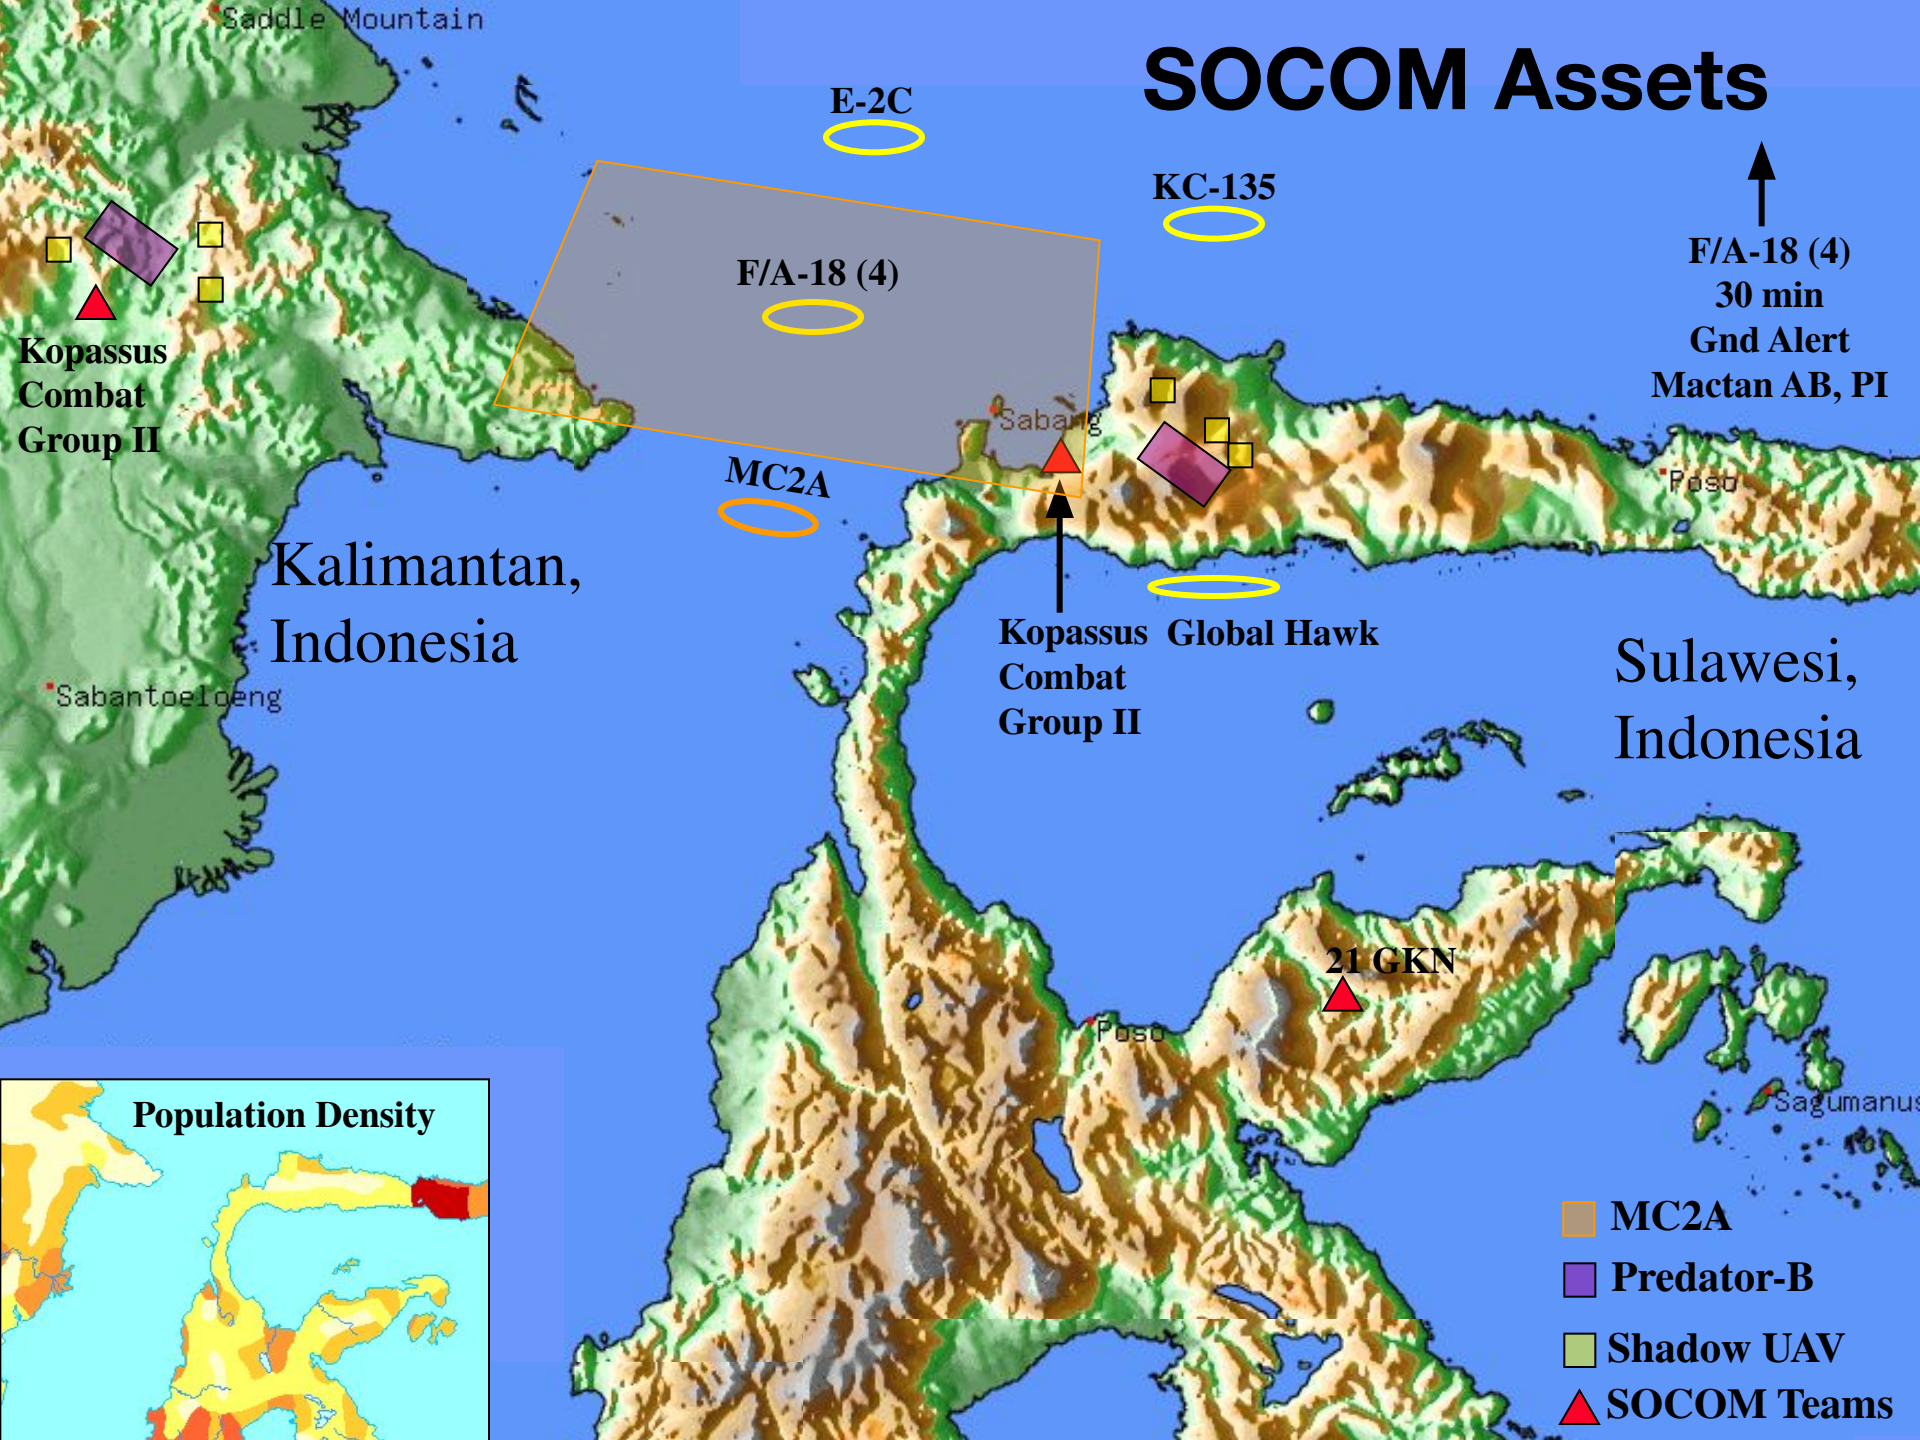 Saddle Mountain
SOCOM Assets
E-2C
KC-135
F/A-18 (4)
30 min
Gnd Alert
Mactan AB, PI
F/A-18 (4)
Kopassus
Combat
Group II
Sabang
MC2A
Poso
Kalimantan,
Indonesia
Kopassus
Combat
Group II
Global Hawk
Sulawesi,
Indonesia
Sabantoeloeng
21 GKN
Poso
Sagumanus
Population Density
MC2A
Predator-B
Shadow UAV
SOCOM Teams